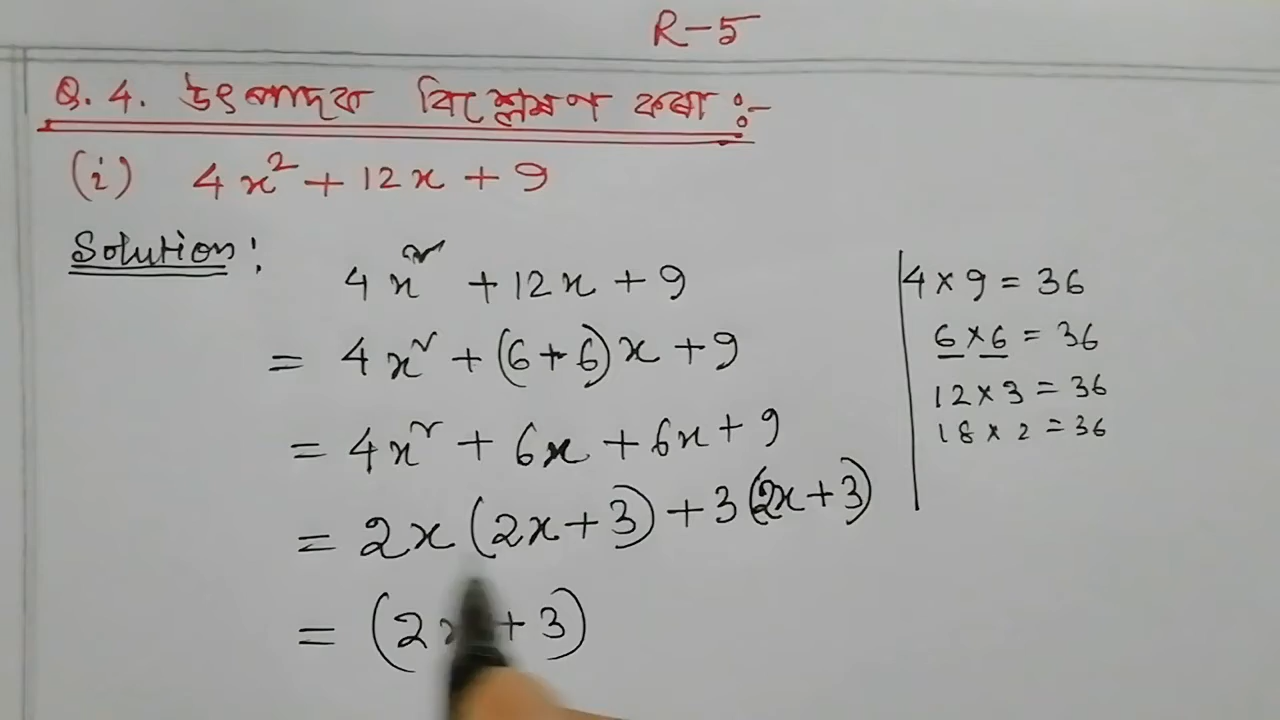 R-5
Q. 4. উৎপাদক বিশ্লেষণ কৰা :-
(i) 4x² + 12x + 9
Solution:
4x² + 12x + 9
= 4x² + (6+6)x + 9
= 4x² + 6x + 6x + 9
= 2x (2x+3) + 3(2x+3)
= (2x+3)
4 × 9 = 36
6 × 6 = 36
12 × 3 = 36
18 × 2 = 36